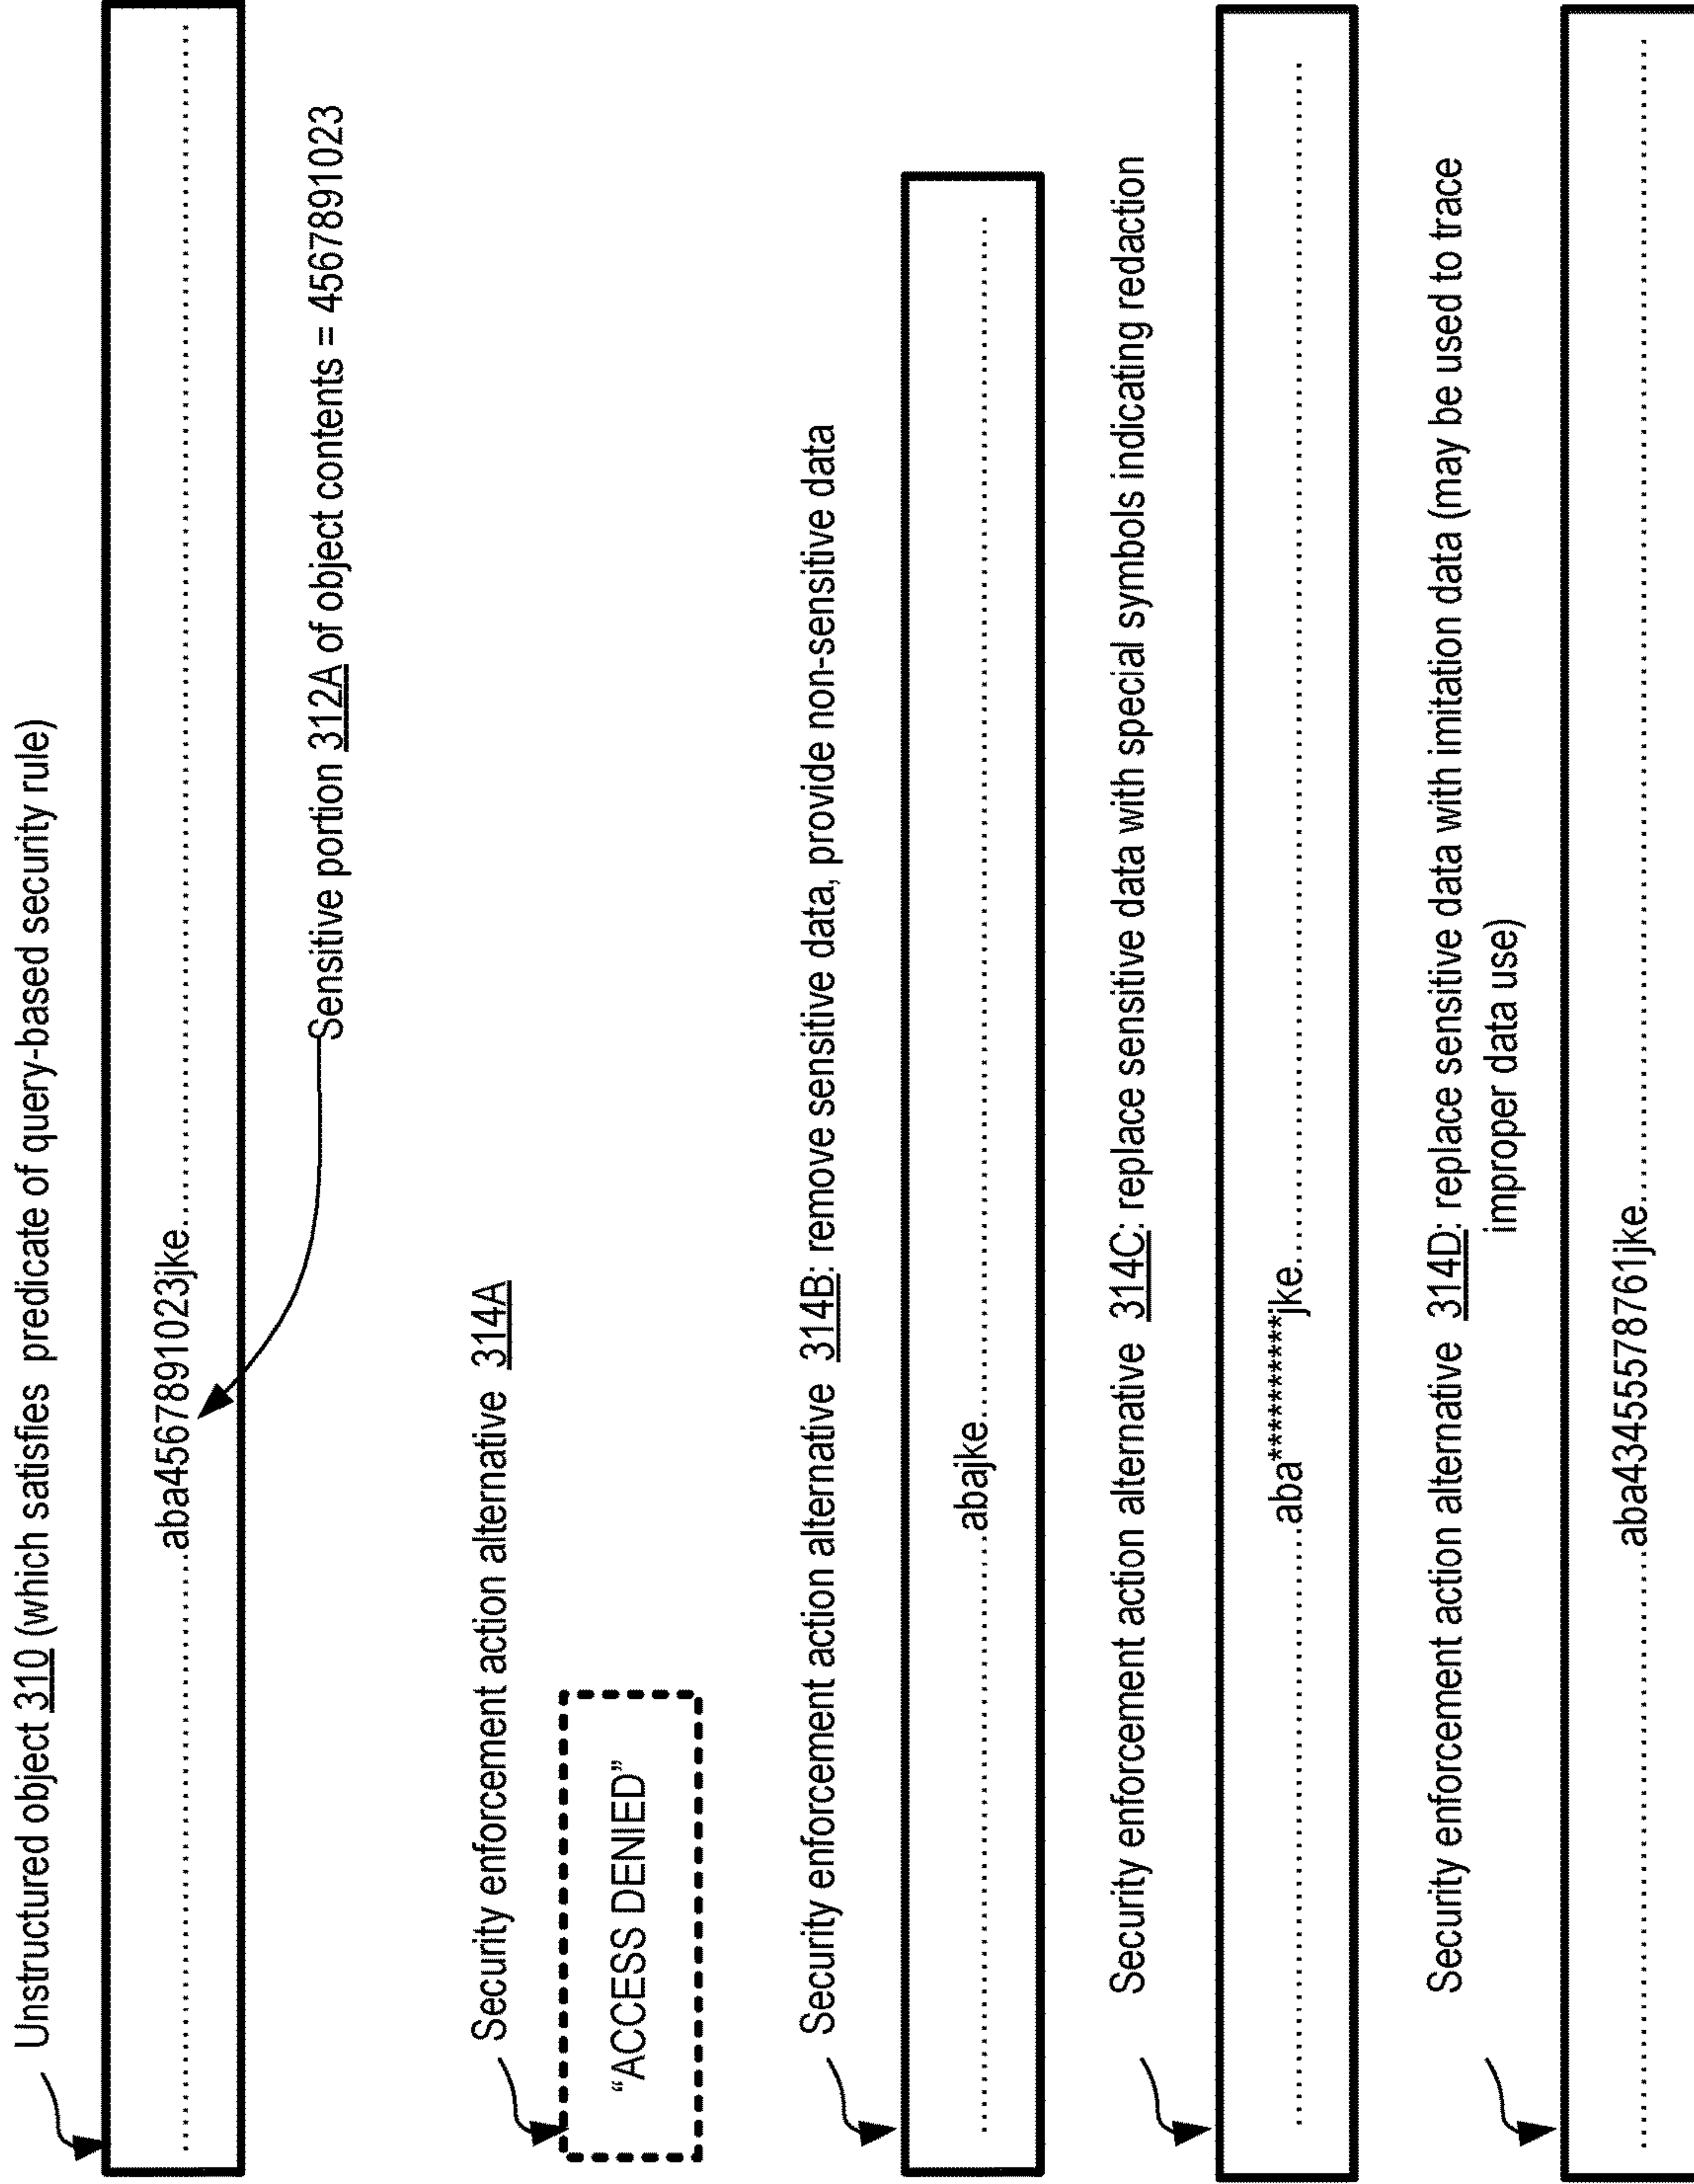 Unstructured object 310 (which satisfies predicate of query-based security rule)
..............aba4567891023jke..............
Sensitive portion 312A of object contents = 4567891023
Security enforcement action alternative 314A
“ACCESS DENIED”
Security enforcement action alternative 314B: remove sensitive data, provide non-sensitive data
..............abajke..............
Security enforcement action alternative 314C: replace sensitive data with special symbols indicating redaction
..............aba**********jke..............
Security enforcement action alternative 314D: replace sensitive data with imitation data (may be used to trace
improper data use)
..............aba4345578761jke..............